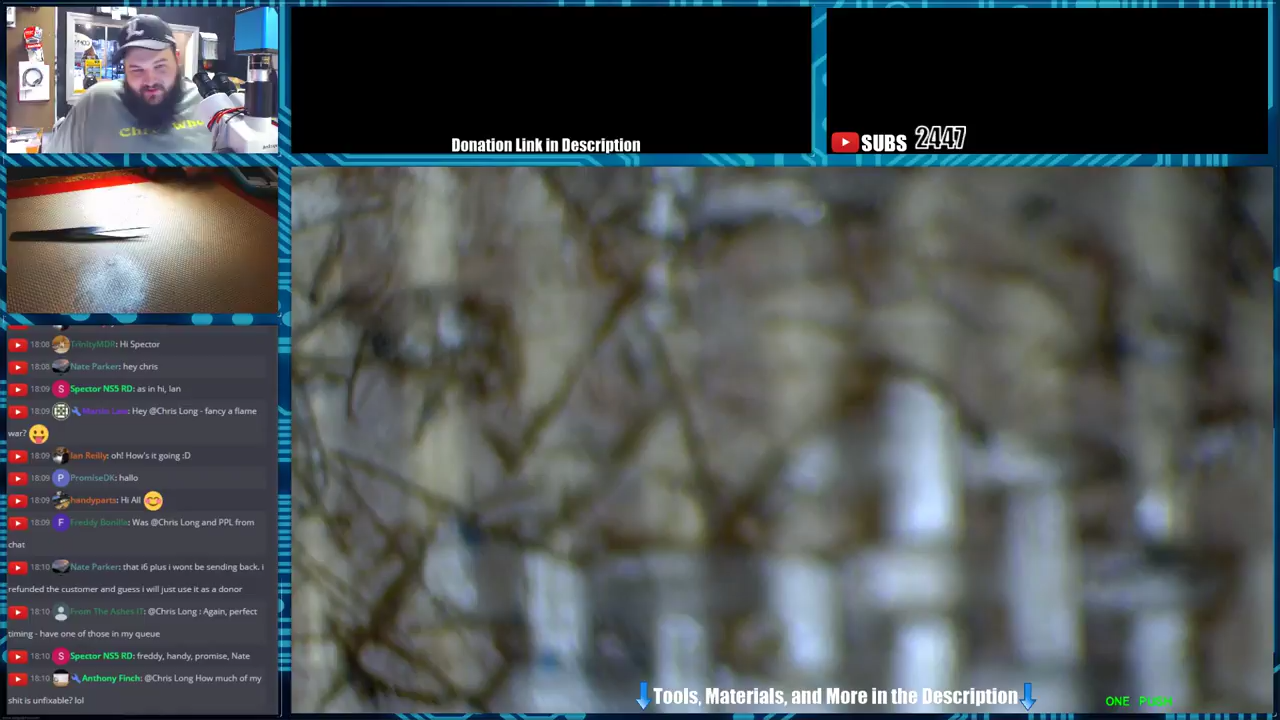 Donation Link in Description
SUBS 2447
18:08 TrinityMDR: Hi Spector
18:08 Nate Parker: hey chris
18:09 Spector NS5 RD: as in hi, Ian
18:09 Hey @Chris Long - fancy a flame
war?
18:09 Ian Reilly: oh! How's it going :D
18:09 PromiseDK: hallo
18:09 handyparts: Hi All
18:09 Freddy Bonilla: Was @Chris Long and PPL from
chat
18:10 Nate Parker: that i6 plus i wont be sending back. i
refunded the customer and guess i will just use it as a donor
18:10 From The Ashes IT: @Chris Long : Again, perfect
timing - have one of those in my queue
18:10 Spector NS5 RD: freddy, handy, promise, Nate
18:10 Anthony Finch: @Chris Long How much of my
shit is unfixable? lol
Tools, Materials, and More in the Description
ONE PUSH